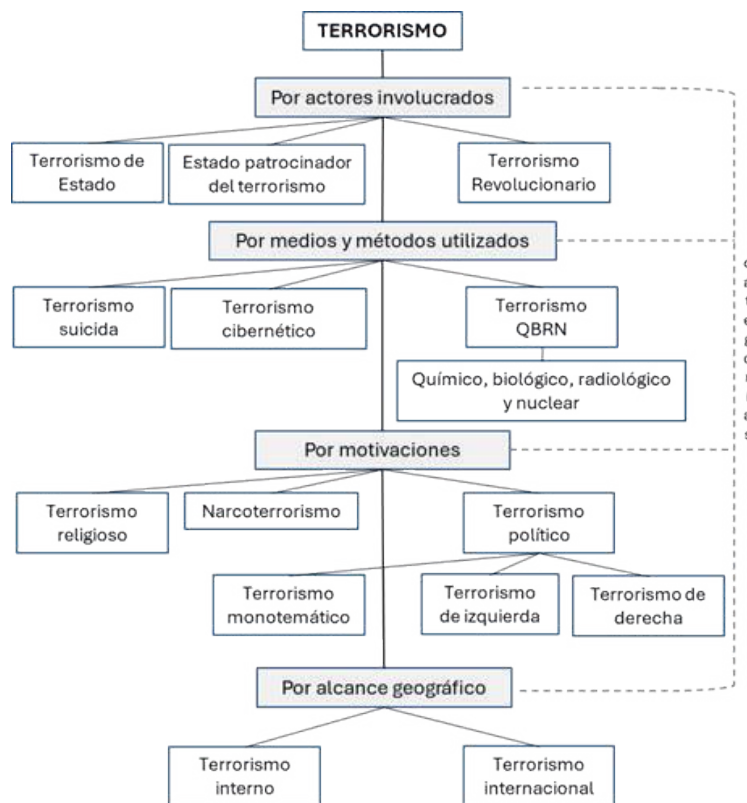 TERRORISMO
Por actores involucrados
Terrorismo de
Estado
Estado patrocinador
del terrorismo
Terrorismo
Revolucionario
Por medios y métodos utilizados
Terrorismo
suicida
Terrorismo
cibernético
Terrorismo
QBRN
Químico, biológico, radiológico
y nuclear
Por motivaciones
Terrorismo
religioso
Narcoterrorismo
Terrorismo
político
Terrorismo
monotemático
Terrorismo
de izquierda
Terrorismo de
derecha
Por alcance geográfico
Terrorismo
interno
Terrorismo
internacional